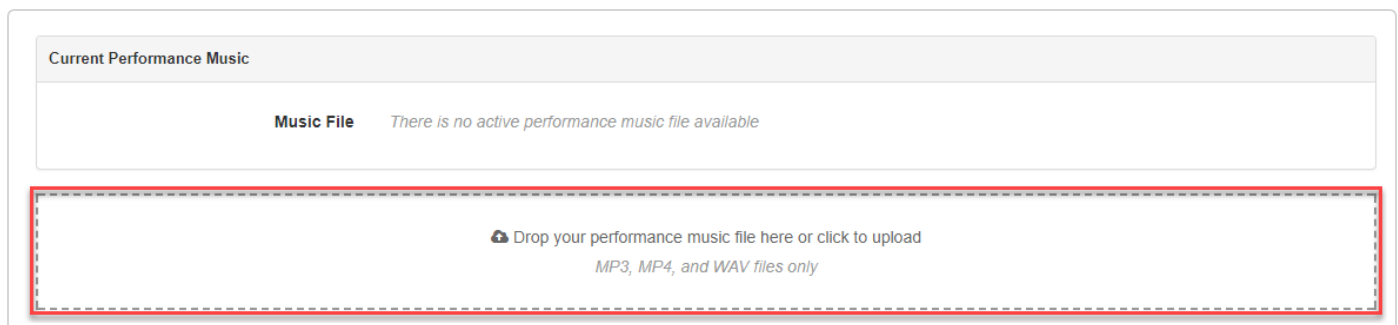 Current Performance Music
Music File There is no active performance music file available
Drop your performance music file here or click to upload
MP3, MP4, and WAV files only